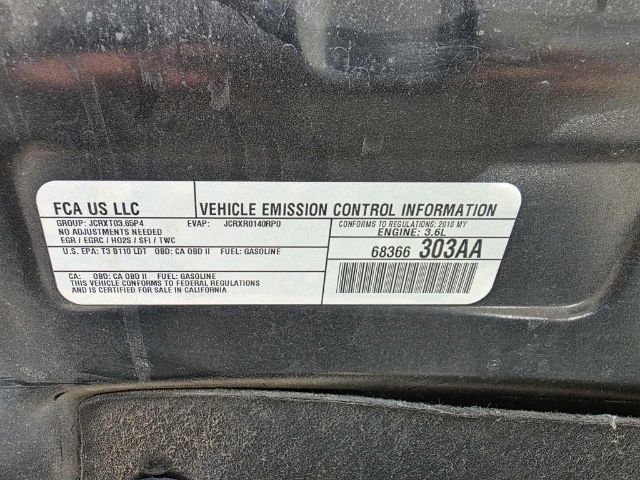 FCA US LLC
VEHICLE EMISSION CONTROL INFORMATION
GROUP: JCRXT03.65P4 EVAP: JCRXR0140RP0
NO ADJUSTMENTS NEEDED
EGR / EGRC / HO2S / SFI / TWC
CONFORMS TO REGULATIONS: 2018 MY
ENGINE: 3.6L
U.S. EPA: T3 B110 LDT OBD: CA OBD II FUEL: GASOLINE
68366 303AA
CA: OBD: CA OBD II FUEL: GASOLINE
THIS VEHICLE CONFORMS TO FEDERAL REGULATIONS
AND IS CERTIFIED FOR SALE IN CALIFORNIA